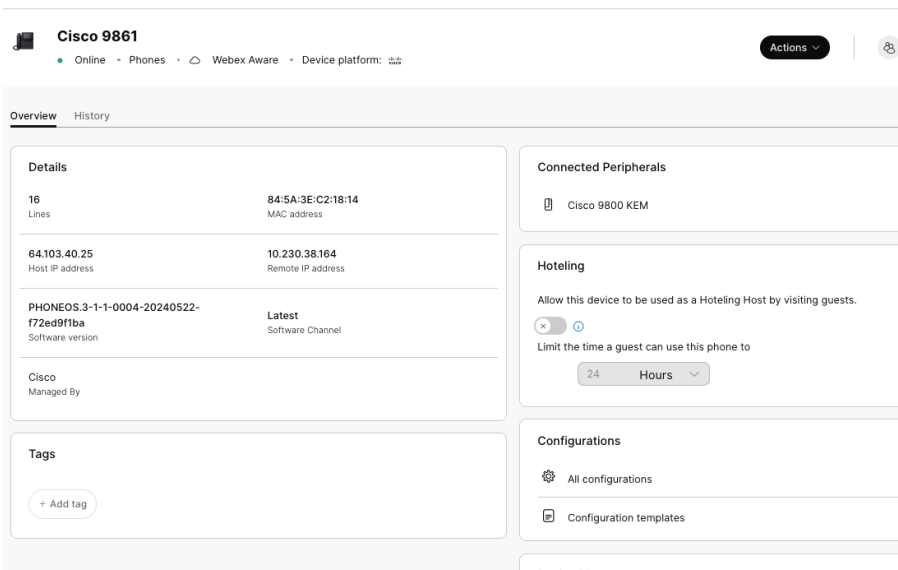 Cisco 9861
Online • Phones • Webex Aware • Device platform:
Actions
Overview History
Details
16
Lines
84:5A:3E:C2:18:14
MAC address
64.103.40.25
Host IP address
10.230.38.164
Remote IP address
PHONEOS.3-1-1-0004-20240522-
f72ed9f1ba
Software version
Latest
Software Channel
Cisco
Managed By
Tags
+ Add tag
Connected Peripherals
Cisco 9800 KEM
Hoteling
Allow this device to be used as a Hoteling Host by visiting guests.
Limit the time a guest can use this phone to
24 Hours
Configurations
All configurations
Configuration templates